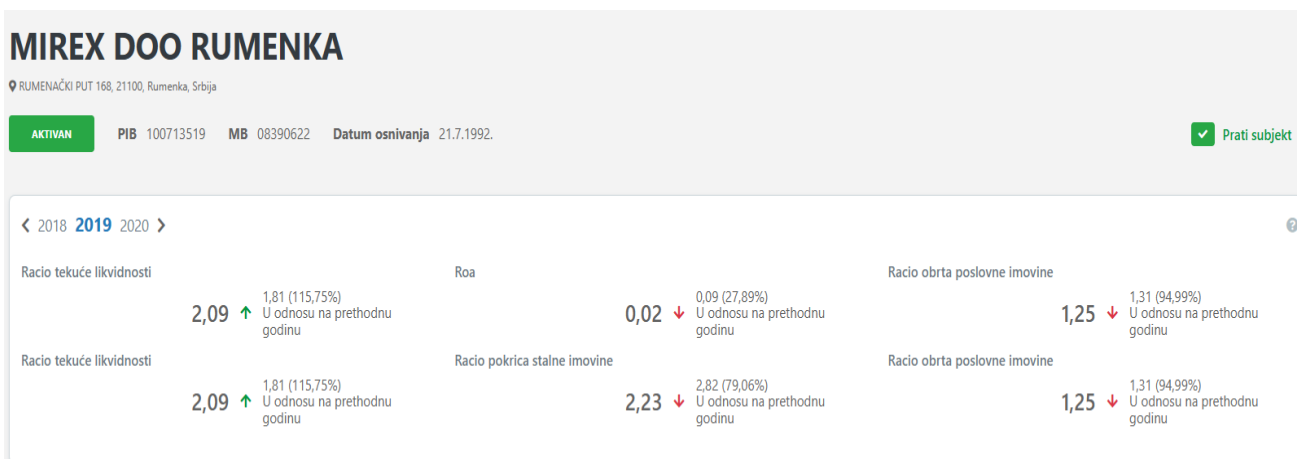 MIREX DOO RUMENKA
RUMENAČKI PUT 168, 21100, Rumenka, Srbija
AKTIVAN PIB 100713519 MB 08390622 Datum osnivanja 21.7.1992. Prati subjekt
2018 2019 2020
Racio tekuće likvidnosti
2,09 1,81 (115,75%)
U odnosu na prethodnu
godinu
Roa
0,02 0,09 (27,89%)
U odnosu na prethodnu
godinu
Racio obrta poslovne imovine
1,25 1,31 (94,99%)
U odnosu na prethodnu
godinu
Racio tekuće likvidnosti
2,09 1,81 (115,75%)
U odnosu na prethodnu
godinu
Racio pokrica stalne imovine
2,23 2,82 (79,06%)
U odnosu na prethodnu
godinu
Racio obrta poslovne imovine
1,25 1,31 (94,99%)
U odnosu na prethodnu
godinu